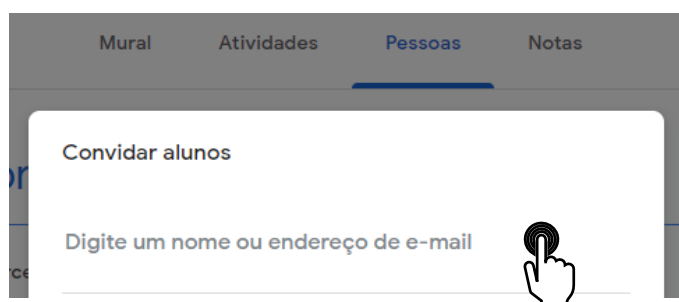 Mural Atividades Pessoas Notas
Convidar alunos
Digite um nome ou endereço de e-mail